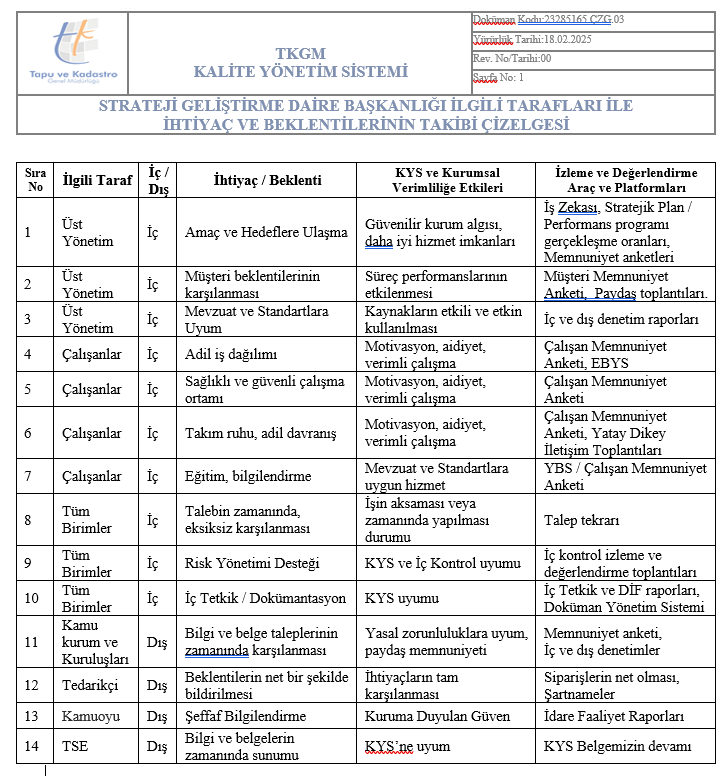 Tapu ve Kadastro
Genel Müdürlüğü
TKGM
KALİTE YÖNETİM SİSTEMİ
Doküman Kodu:23285165.ÇZG.03
Yürürlük Tarihi:18.02.2025
Rev. No/Tarihi:00
Sayfa No: 1
STRATEJİ GELİŞTİRME DAİRE BAŞKANLIĞI İLGİLİ TARAFLARI İLE
İHTİYAÇ VE BEKLENTİLERİNİN TAKİBİ ÇİZELGESİ
Sıra
No
İlgili Taraf
İç /
Dış
İhtiyaç / Beklenti
KYS ve Kurumsal
Verimliliğe Etkileri
İzleme ve Değerlendirme
Araç ve Platformları
1
Üst
Yönetim
İç
Amaç ve Hedeflere Ulaşma
Güvenilir kurum algısı,
daha iyi hizmet imkanları
İş Zekası, Stratejik Plan /
Performans programı
gerçekleşme oranları,
Memnuniyet anketleri
2
Üst
Yönetim
İç
Müşteri beklentilerinin
karşılanması
Süreç performanslarının
etkilenmesi
Müşteri Memnuniyet
Anketi, Paydaş toplantıları.
3
Üst
Yönetim
İç
Mevzuat ve Standartlara
Uyum
Kaynakların etkili ve etkin
kullanılması
İç ve dış denetim raporları
4
Çalışanlar
İç
Adil iş dağılımı
Motivasyon, aidiyet,
verimli çalışma
Çalışan Memnuniyet
Anketi, EBYS
5
Çalışanlar
İç
Sağlıklı ve güvenli çalışma
ortamı
Motivasyon, aidiyet,
verimli çalışma
Çalışan Memnuniyet
Anketi
6
Çalışanlar
İç
Takım ruhu, adil davranış
Motivasyon, aidiyet,
verimli çalışma
Çalışan Memnuniyet
Anketi, Yatay Dikey
İletişim Toplantıları
7
Çalışanlar
İç
Eğitim, bilgilendirme
Mevzuat ve Standartlara
uygun hizmet
YBS / Çalışan Memnuniyet
Anketi
8
Tüm
Birimler
İç
Talebin zamanında,
eksiksiz karşılanması
İşin aksaması veya
zamanında yapılması
durumu
Talep tekrarı
9
Tüm
Birimler
İç
Risk Yönetimi Desteği
KYS ve İç Kontrol uyumu
İç kontrol izleme ve
değerlendirme toplantıları
10
Tüm
Birimler
İç
İç Tetkik / Dokümantasyon
KYS uyumu
İç Tetkik ve DİF raporları,
Doküman Yönetim Sistemi
11
Kamu
kurum ve
Kuruluşları
Dış
Bilgi ve belge taleplerinin
zamanında karşılanması
Yasal zorunluluklara uyum,
paydaş memnuniyeti
Memnuniyet anketi,
İç ve dış denetimler
12
Tedarikçi
Dış
Beklentilerin net bir şekilde
bildirilmesi
İhtiyaçların tam
karşılanması
Siparişlerin net olması,
Şartnameler
13
Kamuoyu
Dış
Şeffaf Bilgilendirme
Kuruma Duyulan Güven
İdare Faaliyet Raporları
14
TSE
Dış
Bilgi ve belgelerin
zamanında sunumu
KYS'ne uyum
KYS Belgemizin devamı